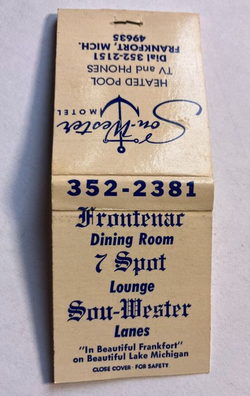 49635
FRANKFORT, MICH.
Dial 352-2151
TV and PHONES
HEATED POOL
Sou-Wester
MOTEL
352-2381
Frontenac
Dining Room
7 Spot
Lounge
Sou-Wester
Lanes
"In Beautiful Frankfort"
on Beautiful Lake Michigan
CLOSE COVER - FOR SAFETY